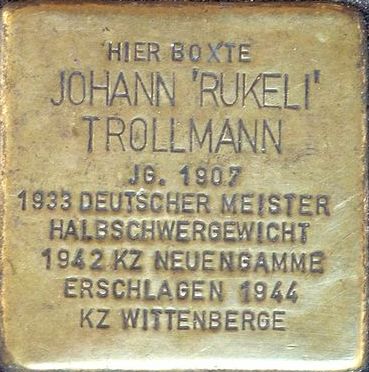 HIER BOXTE
JOHANN 'RUKELI'
TROLLMANN
JG. 1907
1933 DEUTSCHER MEISTER
HALBSCHWERGEWICHT
1942 KZ NEUENGAMME
ERSCHLAGEN 1944
KZ WITTENBERGE